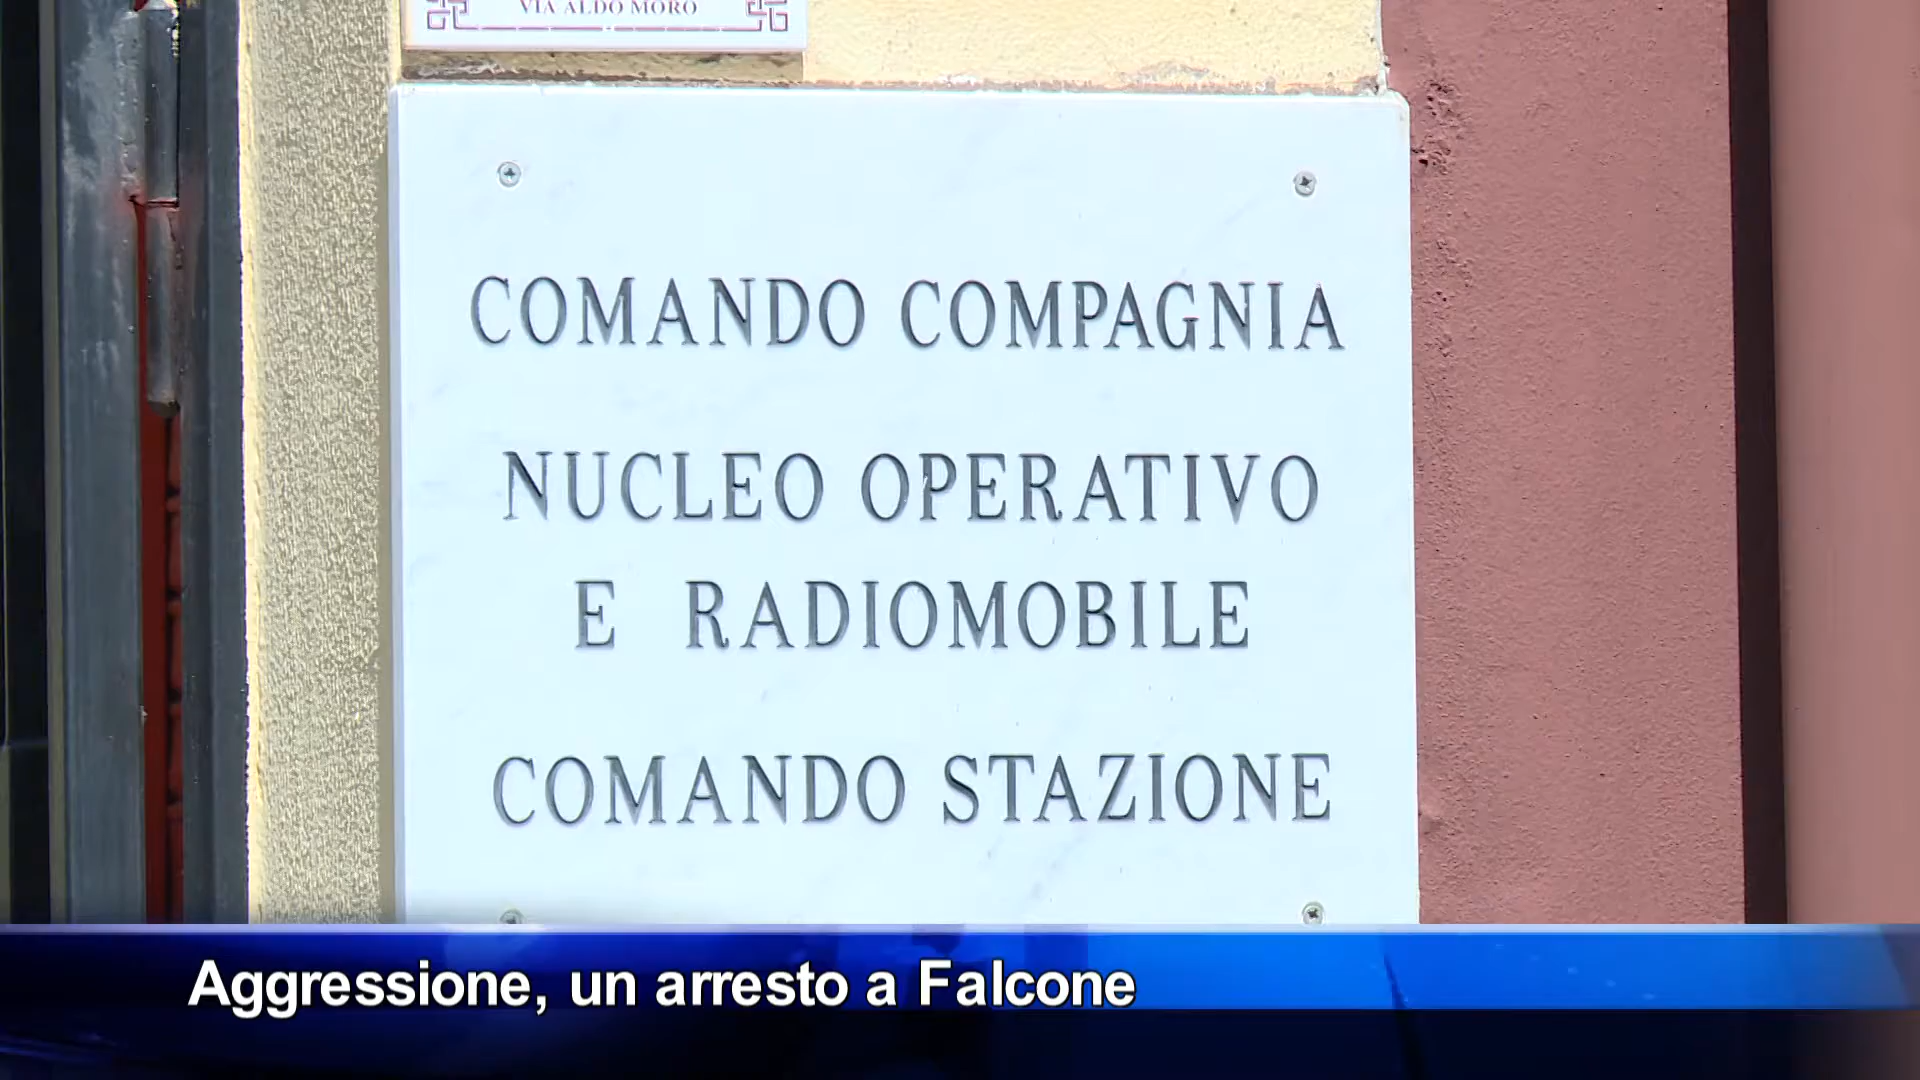 VIA ALDO MORO
COMANDO COMPAGNIA
NUCLEO OPERATIVO
E RADIOMOBILE
COMANDO STAZIONE
Aggressione, un arresto a Falcone